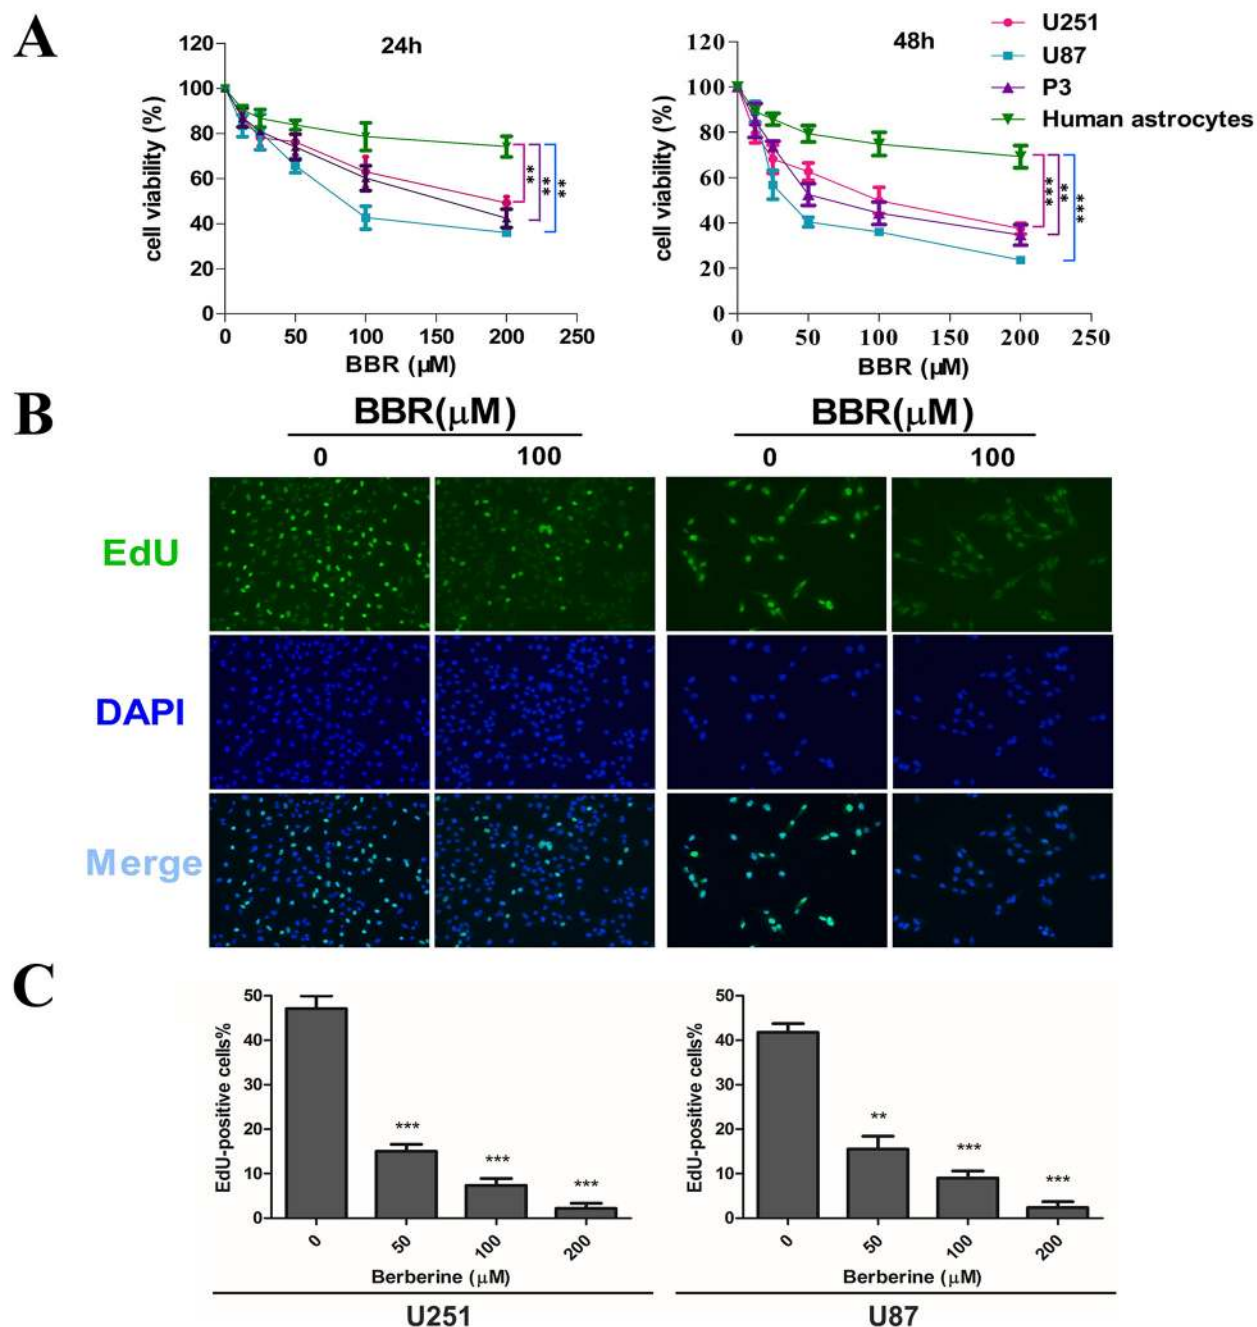 A
24h
48h
U251
U87
P3
Human astrocytes
cell viability (%)
120
100
80
60
40
20
0
0
50
100
150
200
250
BBR (μM)
**
**
**
cell viability (%)
120
100
80
60
40
20
0
0
50
100
150
200
250
BBR (μM)
***
**
***
B
BBR(μM)
BBR(μM)
0
100
0
100
EdU
DAPI
Merge
C
EdU-positive cells%
50
40
30
20
10
0
***
***
***
0
50
100
200
Berberine (μM)
U251
EdU-positive cells%
50
40
30
20
10
0
**
***
***
0
50
100
200
Berberine (μM)
U87